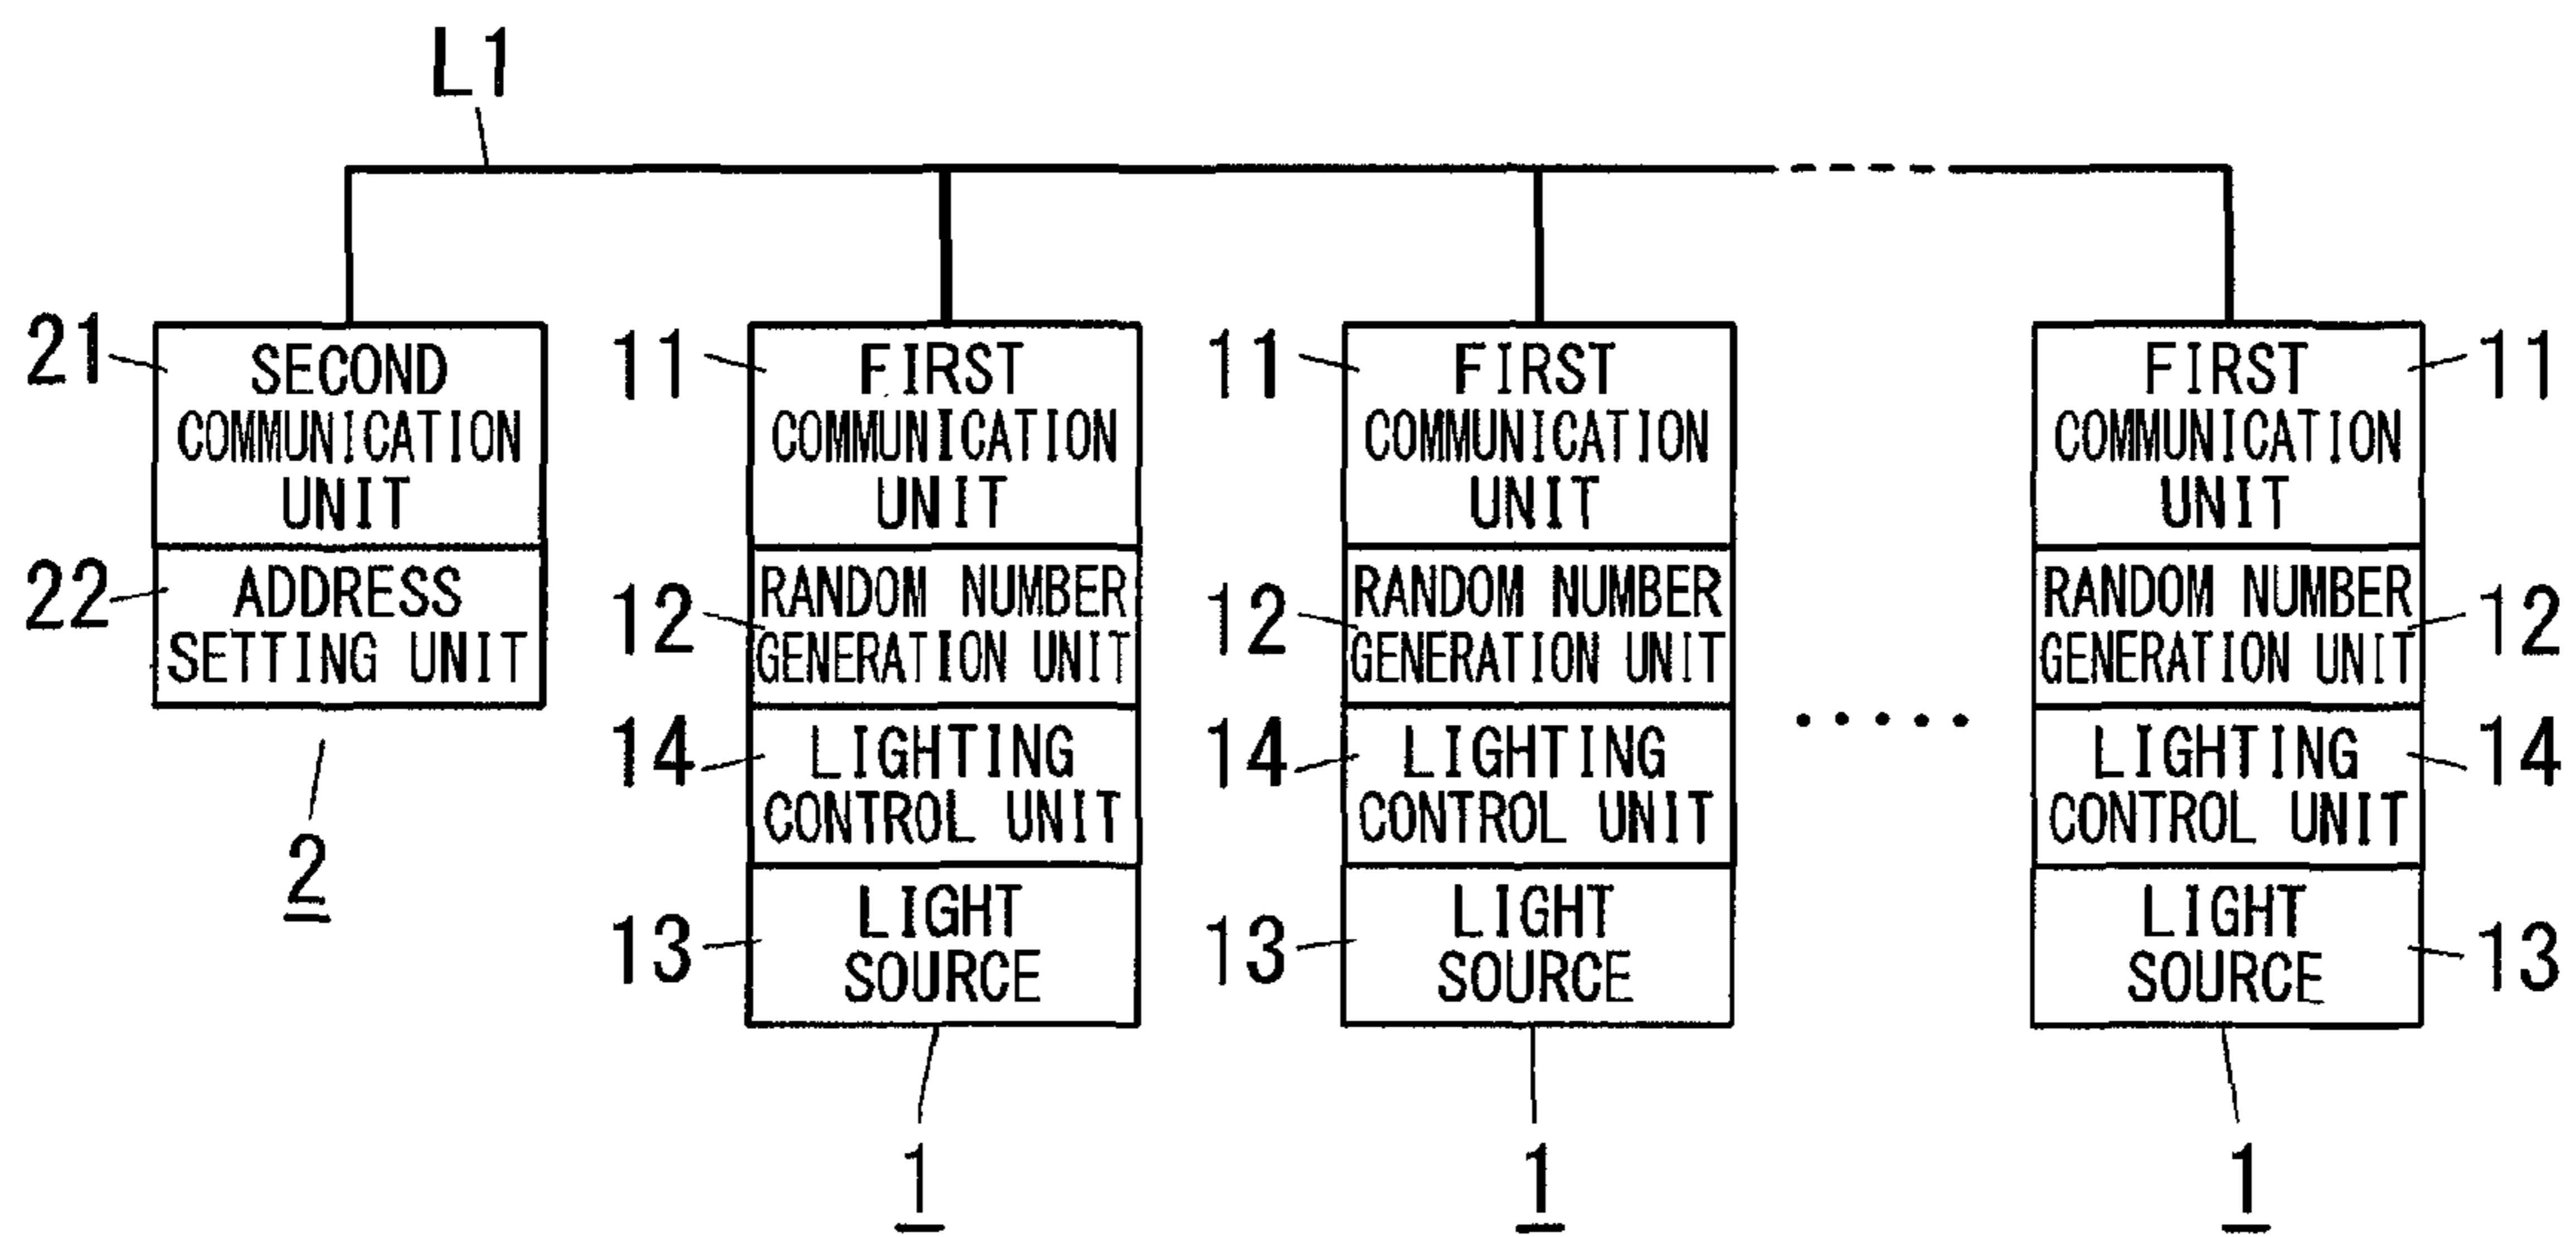 L1
21
SECOND
COMMUNICATION
UNIT
22
ADDRESS
SETTING UNIT
2
11
FIRST
COMMUNICATION
UNIT
12
RANDOM NUMBER
GENERATION UNIT
14
LIGHTING
CONTROL UNIT
13
LIGHT
SOURCE
1
11
FIRST
COMMUNICATION
UNIT
12
RANDOM NUMBER
GENERATION UNIT
14
LIGHTING
CONTROL UNIT
13
LIGHT
SOURCE
1
FIRST
COMMUNICATION
UNIT
11
RANDOM NUMBER
GENERATION UNIT
12
LIGHTING
CONTROL UNIT
14
LIGHT
SOURCE
13
1